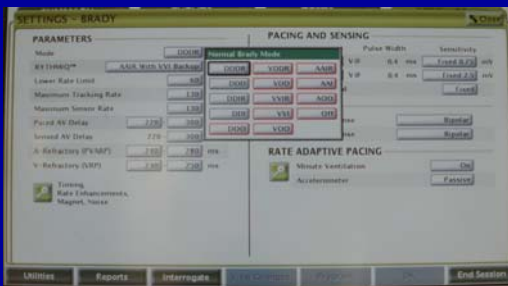 SETTINGS - BRADY
Close
PARAMETERS
Mode DDDR
RYTHMIQ™ AAIR With VVI Backup
Lower Rate Limit 60
Maximum Tracking Rate 130
Maximum Sensor Rate 130
Paced AV Delay 220 - 300
Sensed AV Delay 220 - 300
A-Refractory (PVARP) 240 - 280 ms
V-Refractory (VRP) 230 - 250 ms
Timing,
Rate Enhancements,
Magnet, Noise
Normal Brady Mode
DDDR VDDR AAIR
DDD VDD AAI
DDIR VVIR AOO
DDI VVI Off
DOO VOO
PACING AND SENSING
Pulse Width Sensitivity
V @ 0.4 ms Fixed 0.75 mV
V @ 0.4 ms Fixed 2.5 mV
Fixed
Bipolar
Bipolar
RATE ADAPTIVE PACING
Minute Ventilation On
Accelerometer Passive
Utilities Reports Interrogate Program End Session